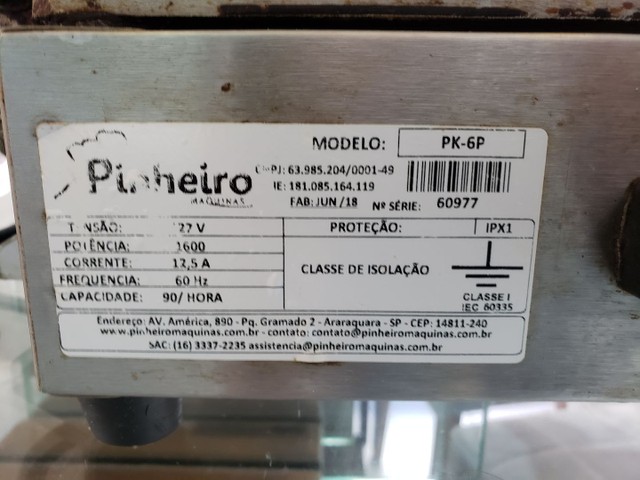 MODELO: PK-6P
Pinheiro
MÁQUINAS
CNPJ: 63.985.204/0001-49
IE: 181.085.164.119
FAB: JUN /18 Nº SÉRIE: 60977
TENSÃO: 27 V
POTÊNCIA: 1600
CORRENTE: 12,5 A
FREQUENCIA: 60 Hz
CAPACIDADE: 90/ HORA
PROTEÇÃO: IPX1
CLASSE DE ISOLAÇÃO
CLASSE I
IEC 60335
Endereço: AV. América, 890 - Pq. Gramado 2 - Araraquara - SP - CEP: 14811-240
www.pinheiromaquinas.com.br - contato: contato@pinheiromaquinas.com.br
SAC: (16) 3337-2235 assistencia@pinheiromaquinas.com.br